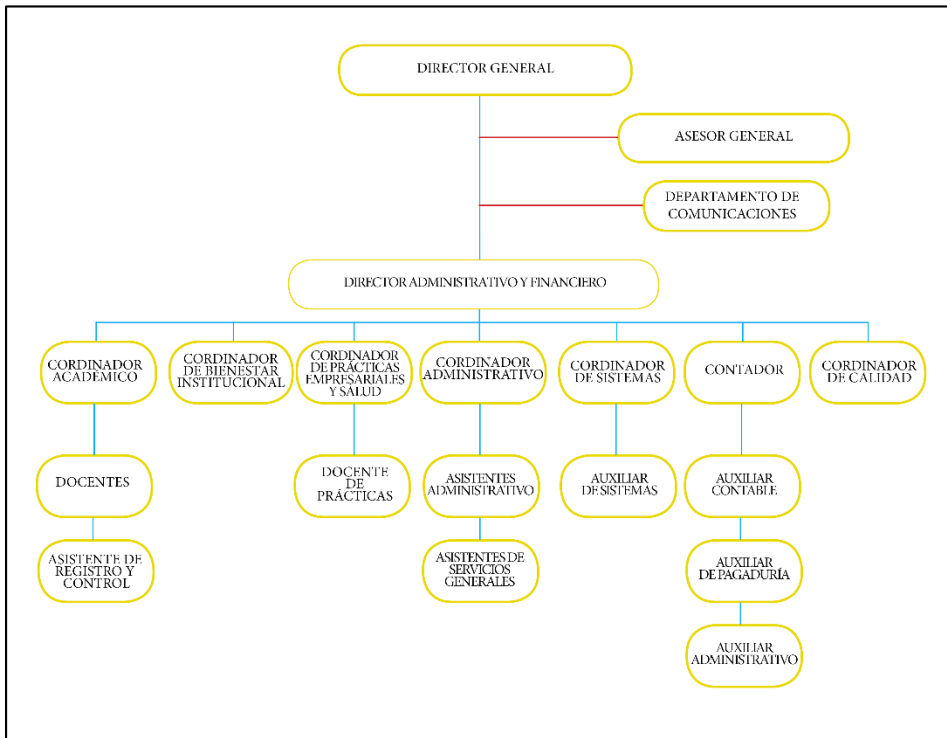 DIRECTOR GENERAL
ASESOR GENERAL
DEPARTAMENTO DE
COMUNICACIONES
DIRECTOR ADMINISTRATIVO Y FINANCIERO
CORDINADOR
ACADÉMICO
CORDINADOR
DE BIENESTAR
INSTITUCIONAL
CORDINADOR
DE PRÁCTICAS
EMPRESARIALES
Y SALUD
CORDINADOR
ADMINISTRATIVO
CORDINADOR
DE SISTEMAS
CONTADOR
CORDINADOR
DE CALIDAD
DOCENTES
DOCENTE
DE
PRÁCTICAS
ASISTENTES
ADMINISTRATIVO
AUXILIAR
DE SISTEMAS
AUXILIAR
CONTABLE
ASISTENTE DE
REGISTRO Y
CONTROL
ASISTENTES DE
SERVICIOS
GENERALES
AUXILIAR
DE PAGADURÍA
AUXILIAR
ADMINISTRATIVO